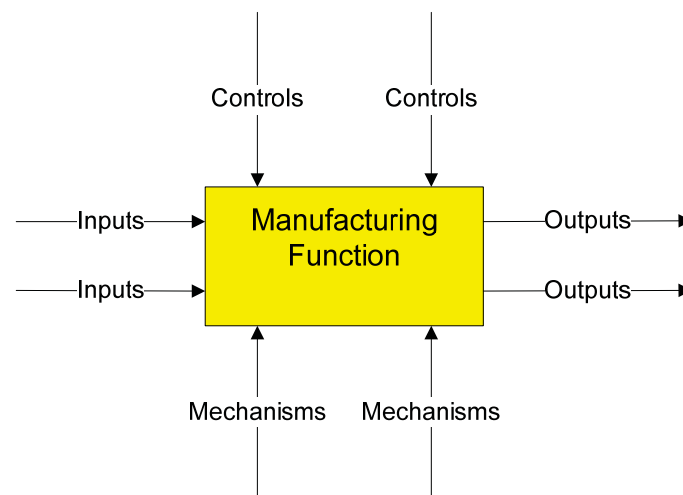 Controls Controls
Inputs Manufacturing Outputs
Function
Inputs Outputs
Mechanisms Mechanisms